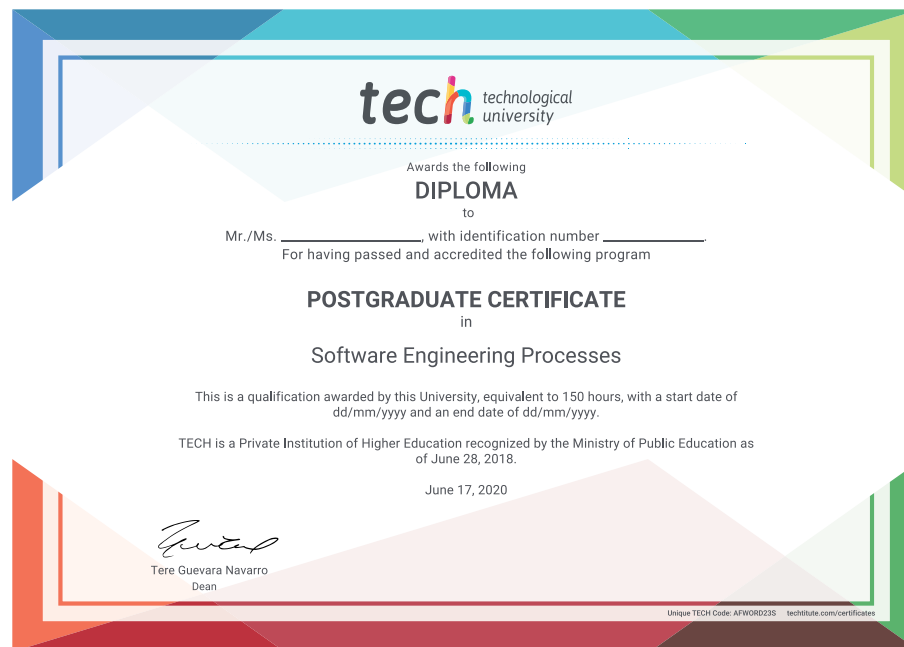 tech technological
university
Awards the following
DIPLOMA
to
Mr./Ms. ____________, with identification number ____________.
For having passed and accredited the following program
POSTGRADUATE CERTIFICATE
in
Software Engineering Processes
This is a qualification awarded by this University, equivalent to 150 hours, with a start date of
dd/mm/yyyy and an end date of dd/mm/yyyy.
TECH is a Private Institution of Higher Education recognized by the Ministry of Public Education as
of June 28, 2018.
June 17, 2020
Tere Guevara Navarro
Dean
Unique TECH Code: AFWORD23S techtitute.com/certificates